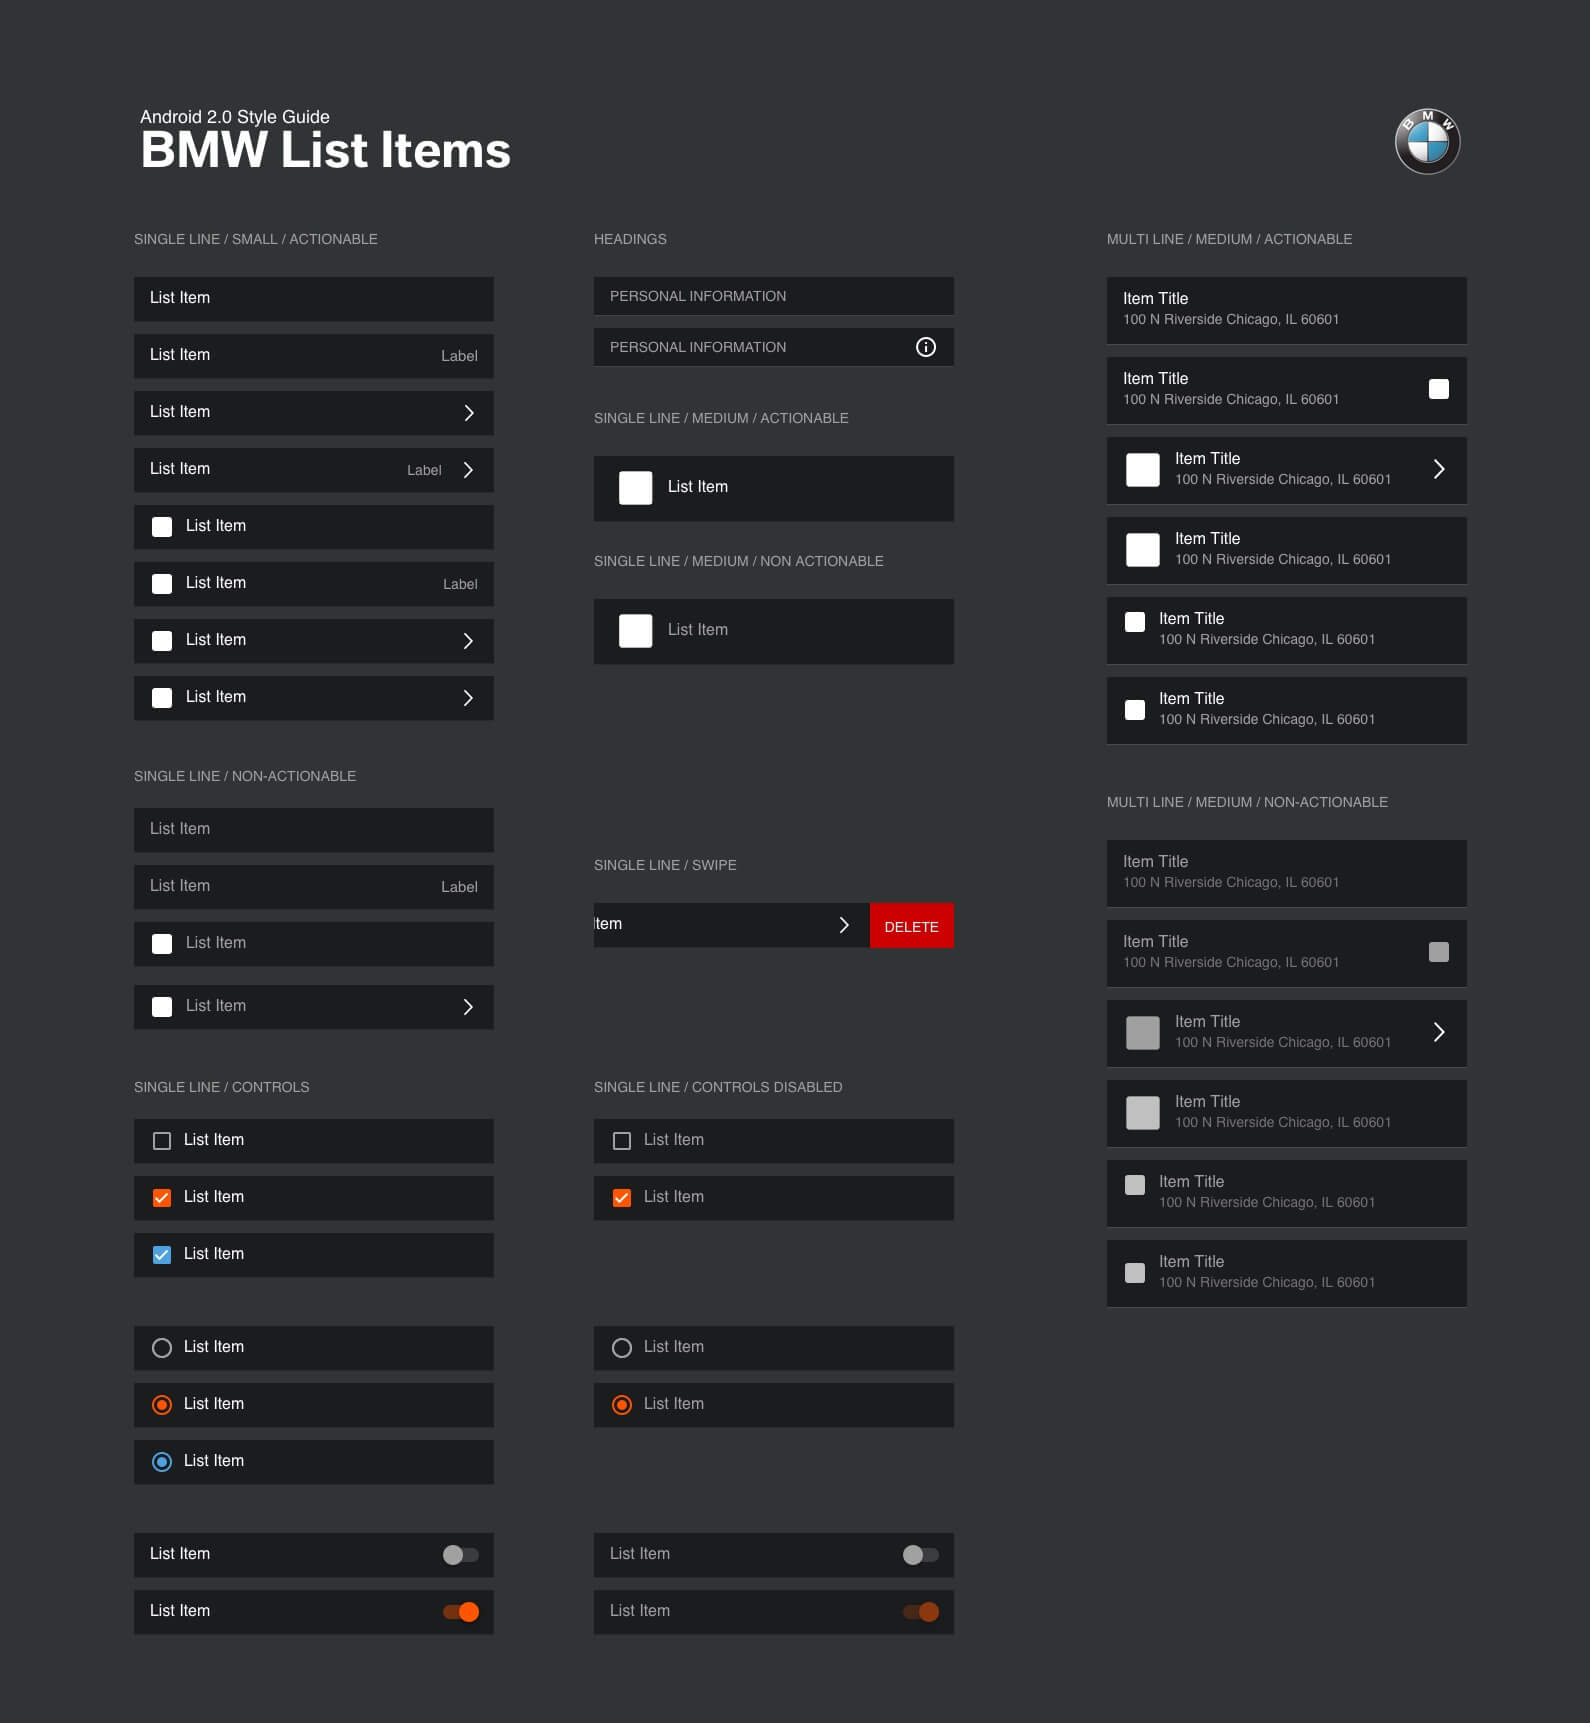 Android 2.0 Style Guide
BMW List Items
BMW
SINGLE LINE / SMALL / ACTIONABLE
List Item
List Item Label
List Item
List Item Label
List Item
List Item Label
List Item
List Item
SINGLE LINE / NON-ACTIONABLE
List Item
List Item Label
List Item
List Item
SINGLE LINE / CONTROLS
List Item
List Item
List Item
List Item
List Item
List Item
List Item
List Item
HEADINGS
PERSONAL INFORMATION
PERSONAL INFORMATION
SINGLE LINE / MEDIUM / ACTIONABLE
List Item
SINGLE LINE / MEDIUM / NON ACTIONABLE
List Item
SINGLE LINE / SWIPE
Item DELETE
SINGLE LINE / CONTROLS DISABLED
List Item
List Item
List Item
List Item
List Item
List Item
MULTI LINE / MEDIUM / ACTIONABLE
Item Title
100 N Riverside Chicago, IL 60601
Item Title
100 N Riverside Chicago, IL 60601
Item Title
100 N Riverside Chicago, IL 60601
Item Title
100 N Riverside Chicago, IL 60601
Item Title
100 N Riverside Chicago, IL 60601
Item Title
100 N Riverside Chicago, IL 60601
MULTI LINE / MEDIUM / NON-ACTIONABLE
Item Title
100 N Riverside Chicago, IL 60601
Item Title
100 N Riverside Chicago, IL 60601
Item Title
100 N Riverside Chicago, IL 60601
Item Title
100 N Riverside Chicago, IL 60601
Item Title
100 N Riverside Chicago, IL 60601
Item Title
100 N Riverside Chicago, IL 60601